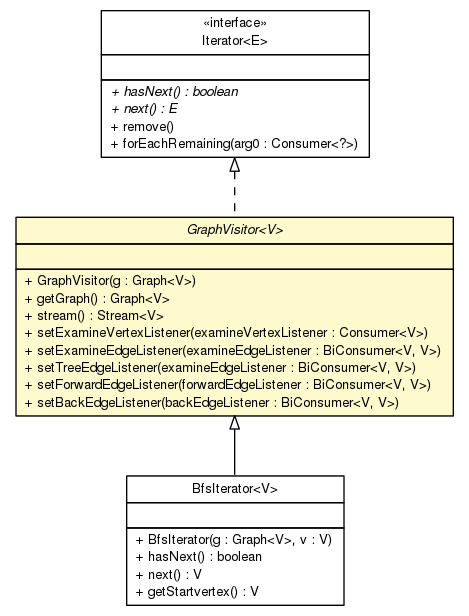 «interface»
Iterator<E>
+ hasNext() : boolean
+ next() : E
+ remove()
+ forEachRemaining(arg0 : Consumer<?>)
GraphVisitor<V>
+ GraphVisitor(g : Graph<V>)
+ getGraph() : Graph<V>
+ stream() : Stream<V>
+ setExamineVertexListener(examineVertexListener : Consumer<V>)
+ setExamineEdgeListener(examineEdgeListener : BiConsumer<V, V>)
+ setTreeEdgeListener(examineEdgeListener : BiConsumer<V, V>)
+ setForwardEdgeListener(forwardEdgeListener : BiConsumer<V, V>)
+ setBackEdgeListener(backEdgeListener : BiConsumer<V, V>)
BfsIterator<V>
+ BfsIterator(g : Graph<V>, v : V)
+ hasNext() : boolean
+ next() : V
+ getStartvertex() : V